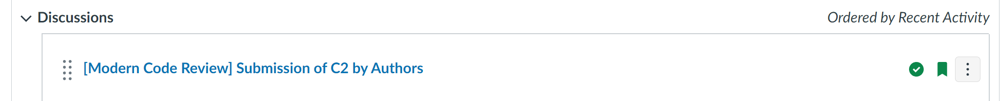 Discussions
Ordered by Recent Activity
[Modern Code Review] Submission of C2 by Authors